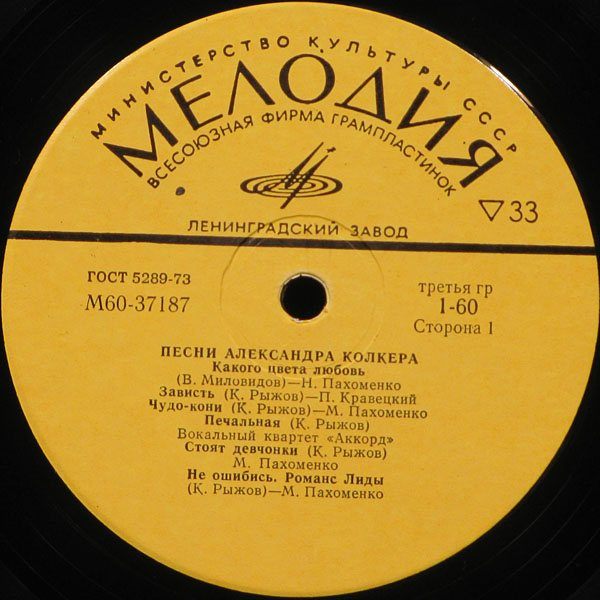 МИНИСТЕРСТВО КУЛЬТУРЫ СССР
МЕЛОДИЯ
ВСЕСОЮЗНАЯ ФИРМА ГРАМПЛАСТИНОК
▽33
ЛЕНИНГРАДСКИЙ ЗАВОД
ГОСТ 5289-73
М60-37187
третья гр
1-60
Сторона 1
ПЕСНИ АЛЕКСАНДРА КОЛКЕРА
Какого цвета любовь
(В. Миловидов)—Н. Пахоменко
Зависть (К. Рыжов)—П. Кравецкий
Чудо-кони (К. Рыжов)—М. Пахоменко
Печальная (К. Рыжов)
Вокальный квартет «Аккорд»
Стоят девчонки (К. Рыжов)
М. Пахоменко
Не ошибись. Романс Лиды
(К. Рыжов)—М. Пахоменко